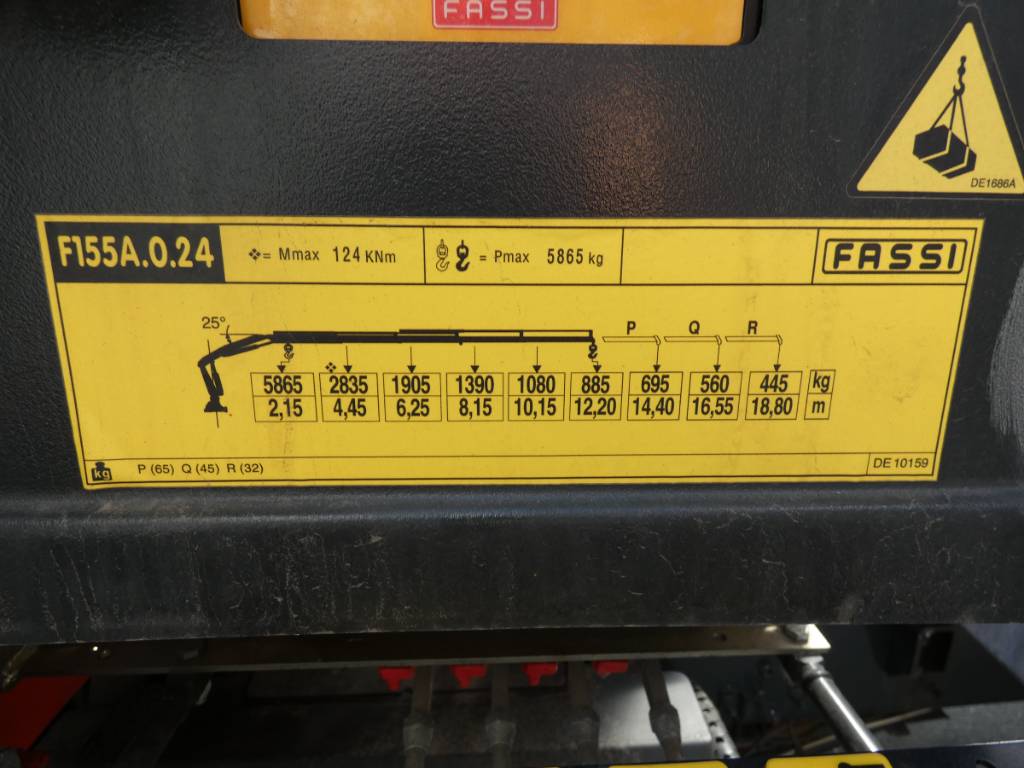 FASSI
DE1686A
F155A.0.24
= Mmax 124 KNm
= Pmax 5865 kg
FASSI
25°
P Q R
5865 2835 1905 1390 1080 885 695 560 445 kg
2,15 4,45 6,25 8,15 10,15 12,20 14,40 16,55 18,80 m
kg P (65) Q (45) R (32)
DE 10159